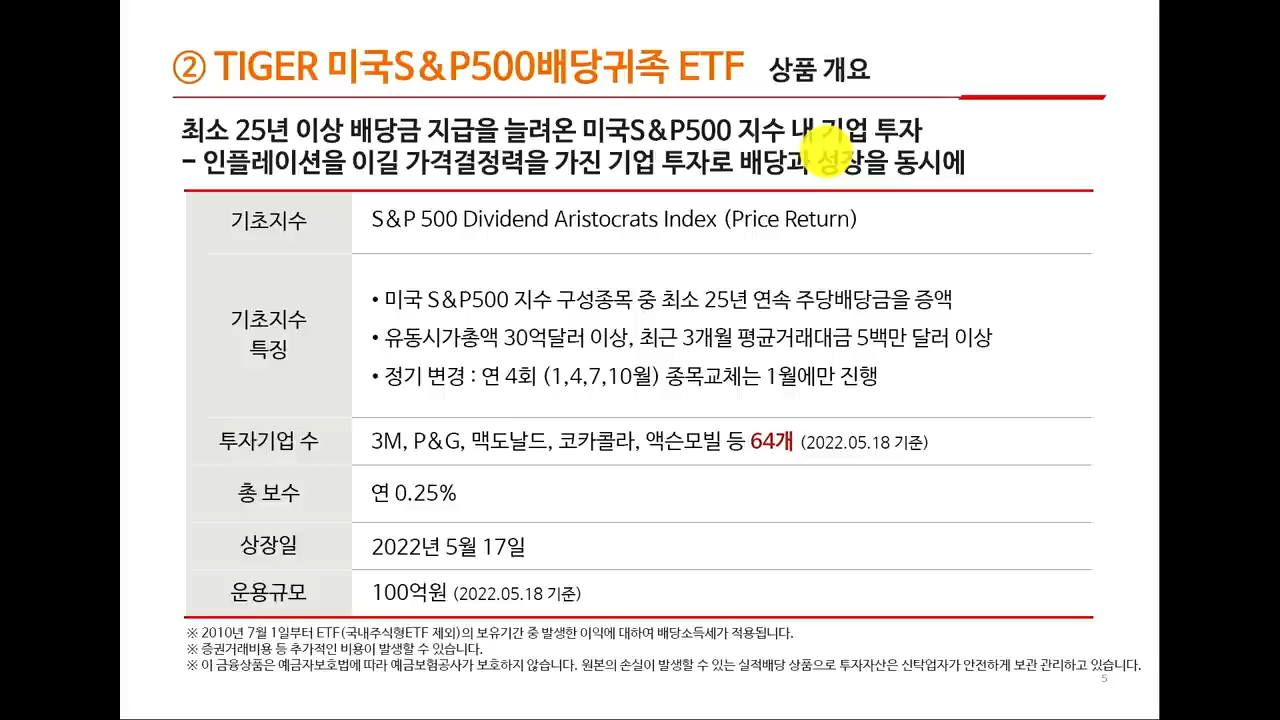 ② TIGER 미국S&P500배당귀족 ETF 상품 개요
최소 25년 이상 배당금 지급을 늘려온 미국S&P500 지수 내 기업 투자
– 인플레이션을 이길 가격결정력을 가진 기업 투자로 배당과 성장을 동시에
기초지수 S&P 500 Dividend Aristocrats Index (Price Return)
기초지수
특징
• 미국 S&P500 지수 구성종목 중 최소 25년 연속 주당배당금을 증액
• 유동시가총액 30억달러 이상, 최근 3개월 평균거래대금 5백만 달러 이상
• 정기 변경 : 연 4회 (1,4,7,10월) 종목교체는 1월에만 진행
투자기업 수 3M, P&G, 맥도날드, 코카콜라, 액슨모빌 등 64개 (2022.05.18 기준)
총 보수 연 0.25%
상장일 2022년 5월 17일
운용규모 100억원 (2022.05.18 기준)
※ 2010년 7월 1일부터 ETF(국내주식형ETF 제외)의 보유기간 중 발생한 이익에 대하여 배당소득세가 적용됩니다.
※ 증권거래비용 등 추가적인 비용이 발생할 수 있습니다.
※ 이 금융상품은 예금자보호법에 따라 예금보험공사가 보호하지 않습니다. 원본의 손실이 발생할 수 있는 실적배당 상품으로 투자자산은 신탁업자가 안전하게 보관 관리하고 있습니다.
5